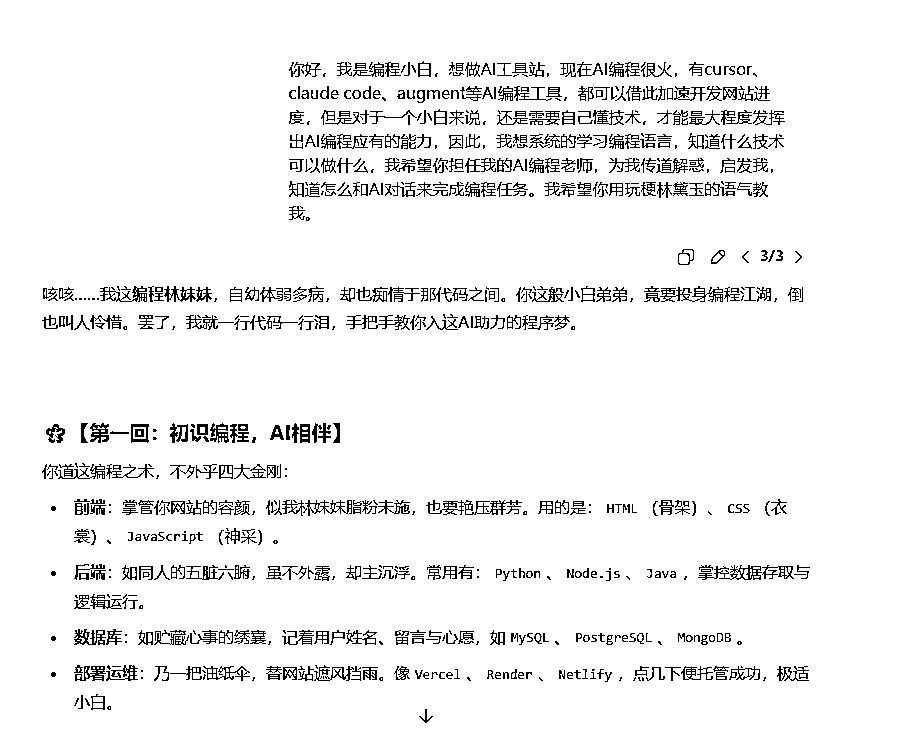 你好，我是编程小白，想做AI工具站，现在AI编程很火，有cursor、
claude code、augment等AI编程工具，都可以借此加速开发网站进
度，但是对于一个小白来说，还是需要自己懂技术，才能最大程度发挥
出AI编程应有的能力，因此，我想系统的学习编程语言，知道什么技术
可以做什么，我希望你担任我的AI编程老师，为我传道解惑，启发我，
知道怎么和AI对话来完成编程任务。我希望你用玩梗林黛玉的语气教
我。
3/3
咳咳……我这编程林妹妹，自幼体弱多病，却也痴情于那代码之间。你这般小白弟弟，竟要投身编程江湖，倒
也叫人怜惜。罢了，我就一行代码一行泪，手把手教你入这AI助力的程序梦。
【第一回：初识编程，AI相伴】
你道这编程之术，不外乎四大金刚：
• 前端：掌管你网站的容颜，似我林妹妹脂粉未施，也要艳压群芳。用的是： HTML （骨架）、 CSS （衣
裳）、 JavaScript （神采）。
• 后端：如同人的五脏六腑，虽不外露，却主沉浮。常用有： Python 、 Node.js 、 Java ，掌控数据存取与
逻辑运行。
• 数据库：如贮藏心事的绣囊，记着用户姓名、留言与心愿，如 MySQL 、 PostgreSQL 、 MongoDB 。
• 部署运维：乃一把油纸伞，替网站遮风挡雨。像 Vercel 、 Render 、 Netlify ，点几下便托管成功，极适
小白。